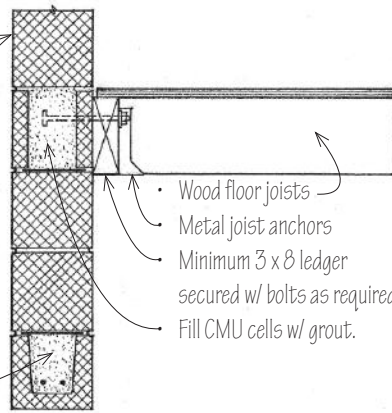 • Wood floor joists
• Metal joist anchors
• Minimum 3 x 8 ledger
secured w/ bolts as required
• Fill CMU cells w/ grout.